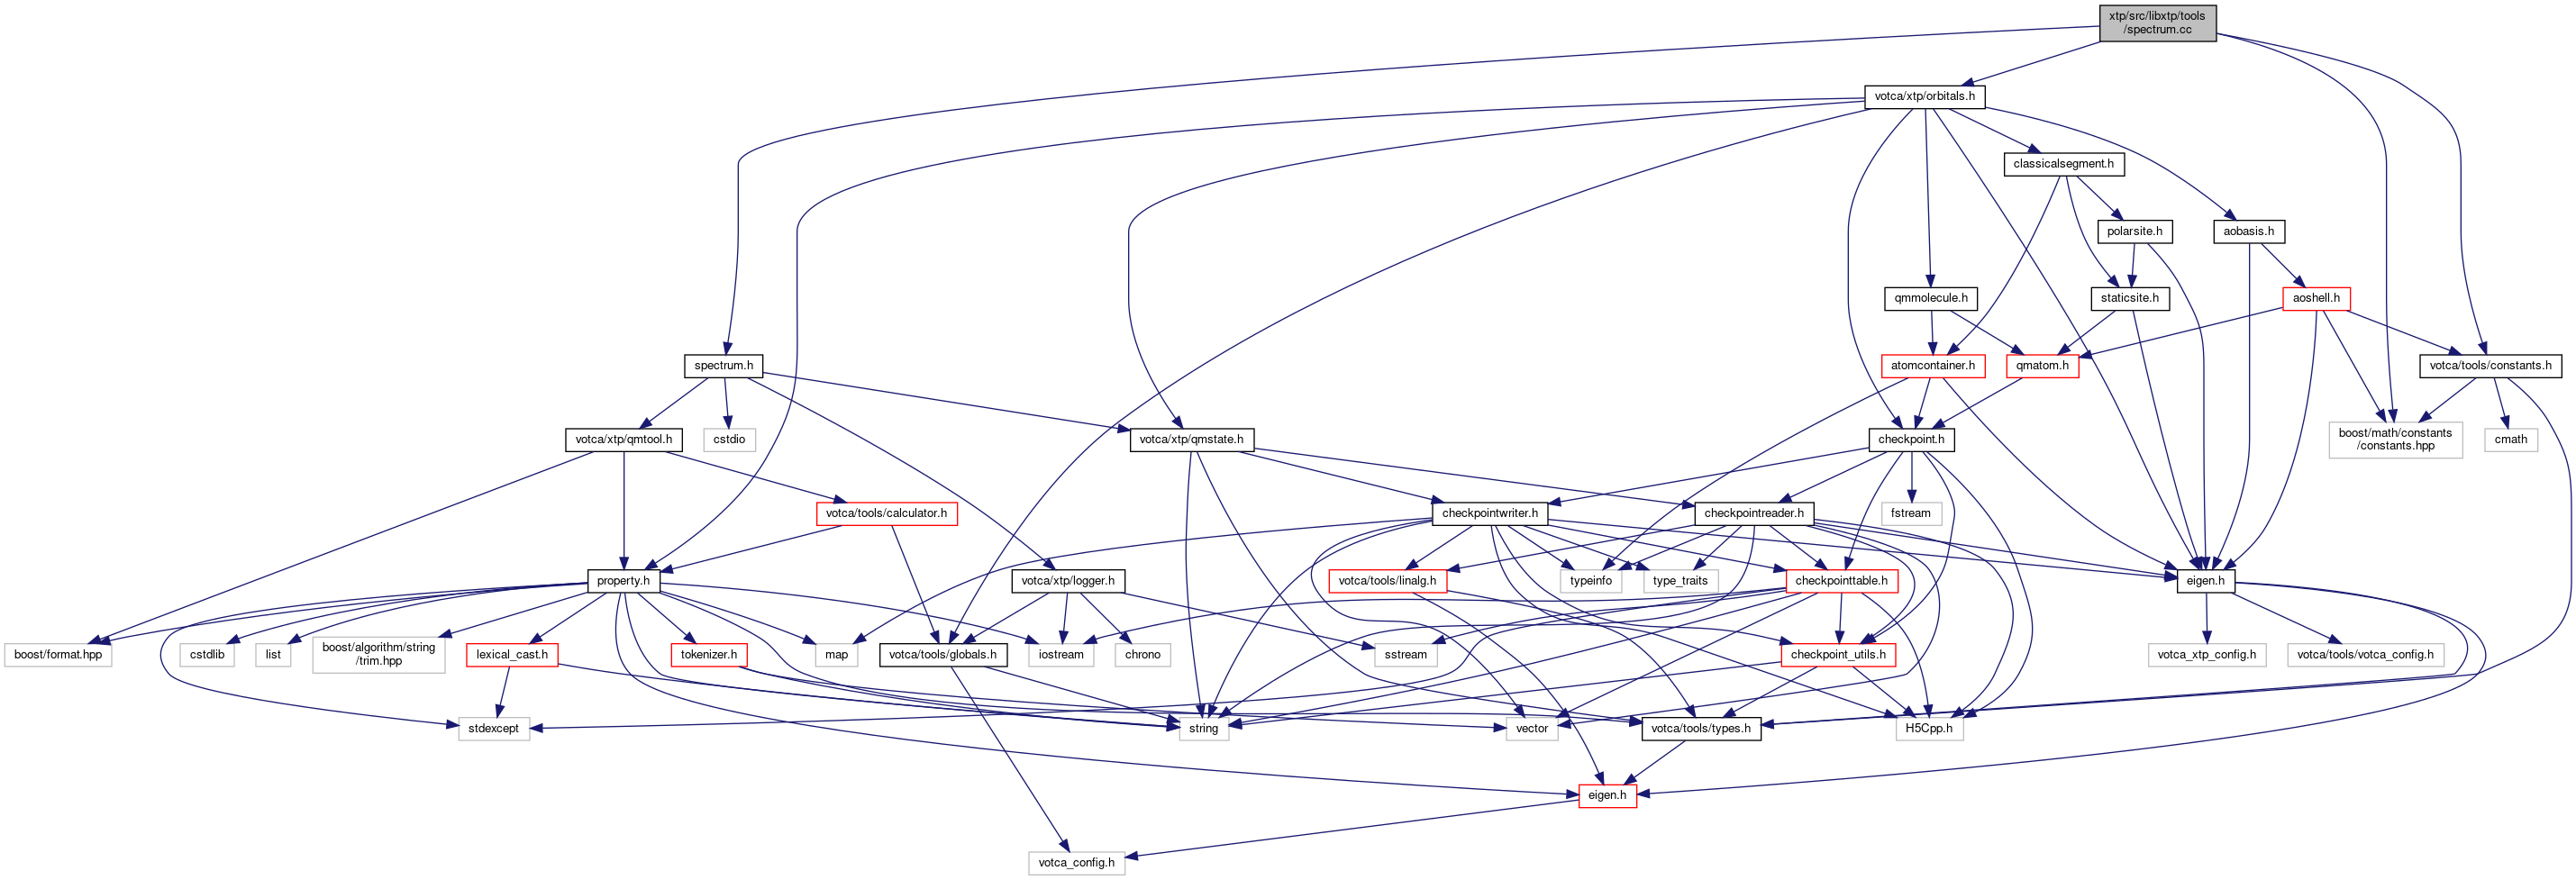 xtp/src/libxtp/tools
/spectrum.cc
votca/xtp/orbitals.h
classicalsegment.h
polarsite.h
aobasis.h
qmmolecule.h
staticsite.h
aoshell.h
spectrum.h
atomcontainer.h
qmatom.h
votca/tools/constants.h
votca/xtp/qmtool.h
cstdio
votca/xtp/qmstate.h
checkpoint.h
boost/math/constants
/constants.hpp
cmath
votca/tools/calculator.h
checkpointwriter.h
checkpointreader.h
fstream
property.h
votca/xtp/logger.h
votca/tools/linalg.h
typeinfo
type_traits
checkpointtable.h
eigen.h
boost/format.hpp
cstdlib
list
boost/algorithm/string
/trim.hpp
lexical_cast.h
tokenizer.h
map
votca/tools/globals.h
iostream
chrono
sstream
checkpoint_utils.h
votca_xtp_config.h
votca/tools/votca_config.h
stdexcept
string
vector
votca/tools/types.h
H5Cpp.h
eigen.h
votca_config.h